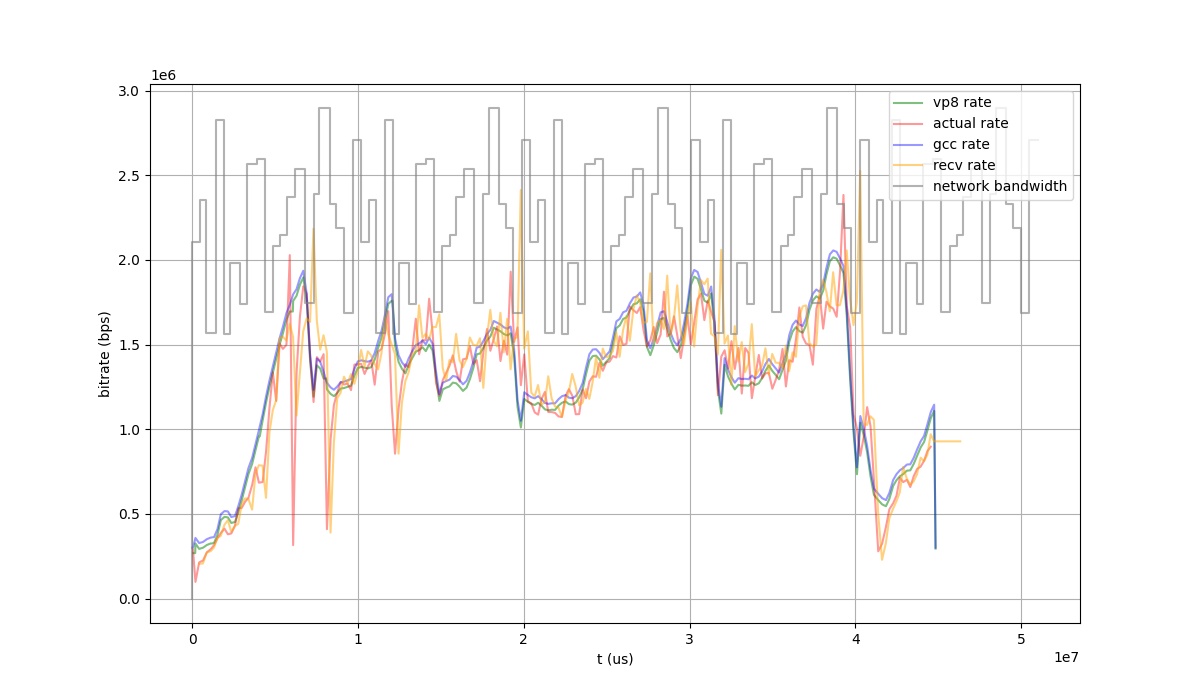 1e6
3.0
2.5
2.0
1.5
1.0
0.5
0.0
bitrate (bps)
vp8 rate
actual rate
gcc rate
recv rate
network bandwidth
0 1 2 3 4 5
t (us)
1e7